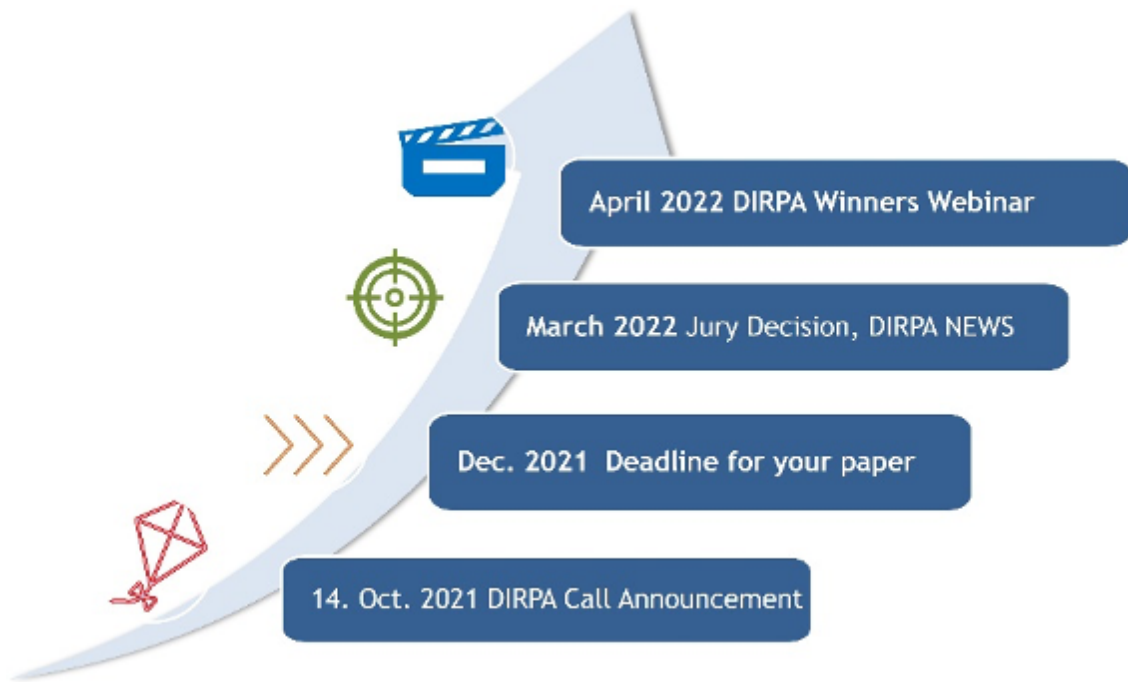 April 2022 DIRPA Winners Webinar
March 2022 Jury Decision, DIRPA NEWS
Dec. 2021 Deadline for your paper
14. Oct. 2021 DIRPA Call Announcement